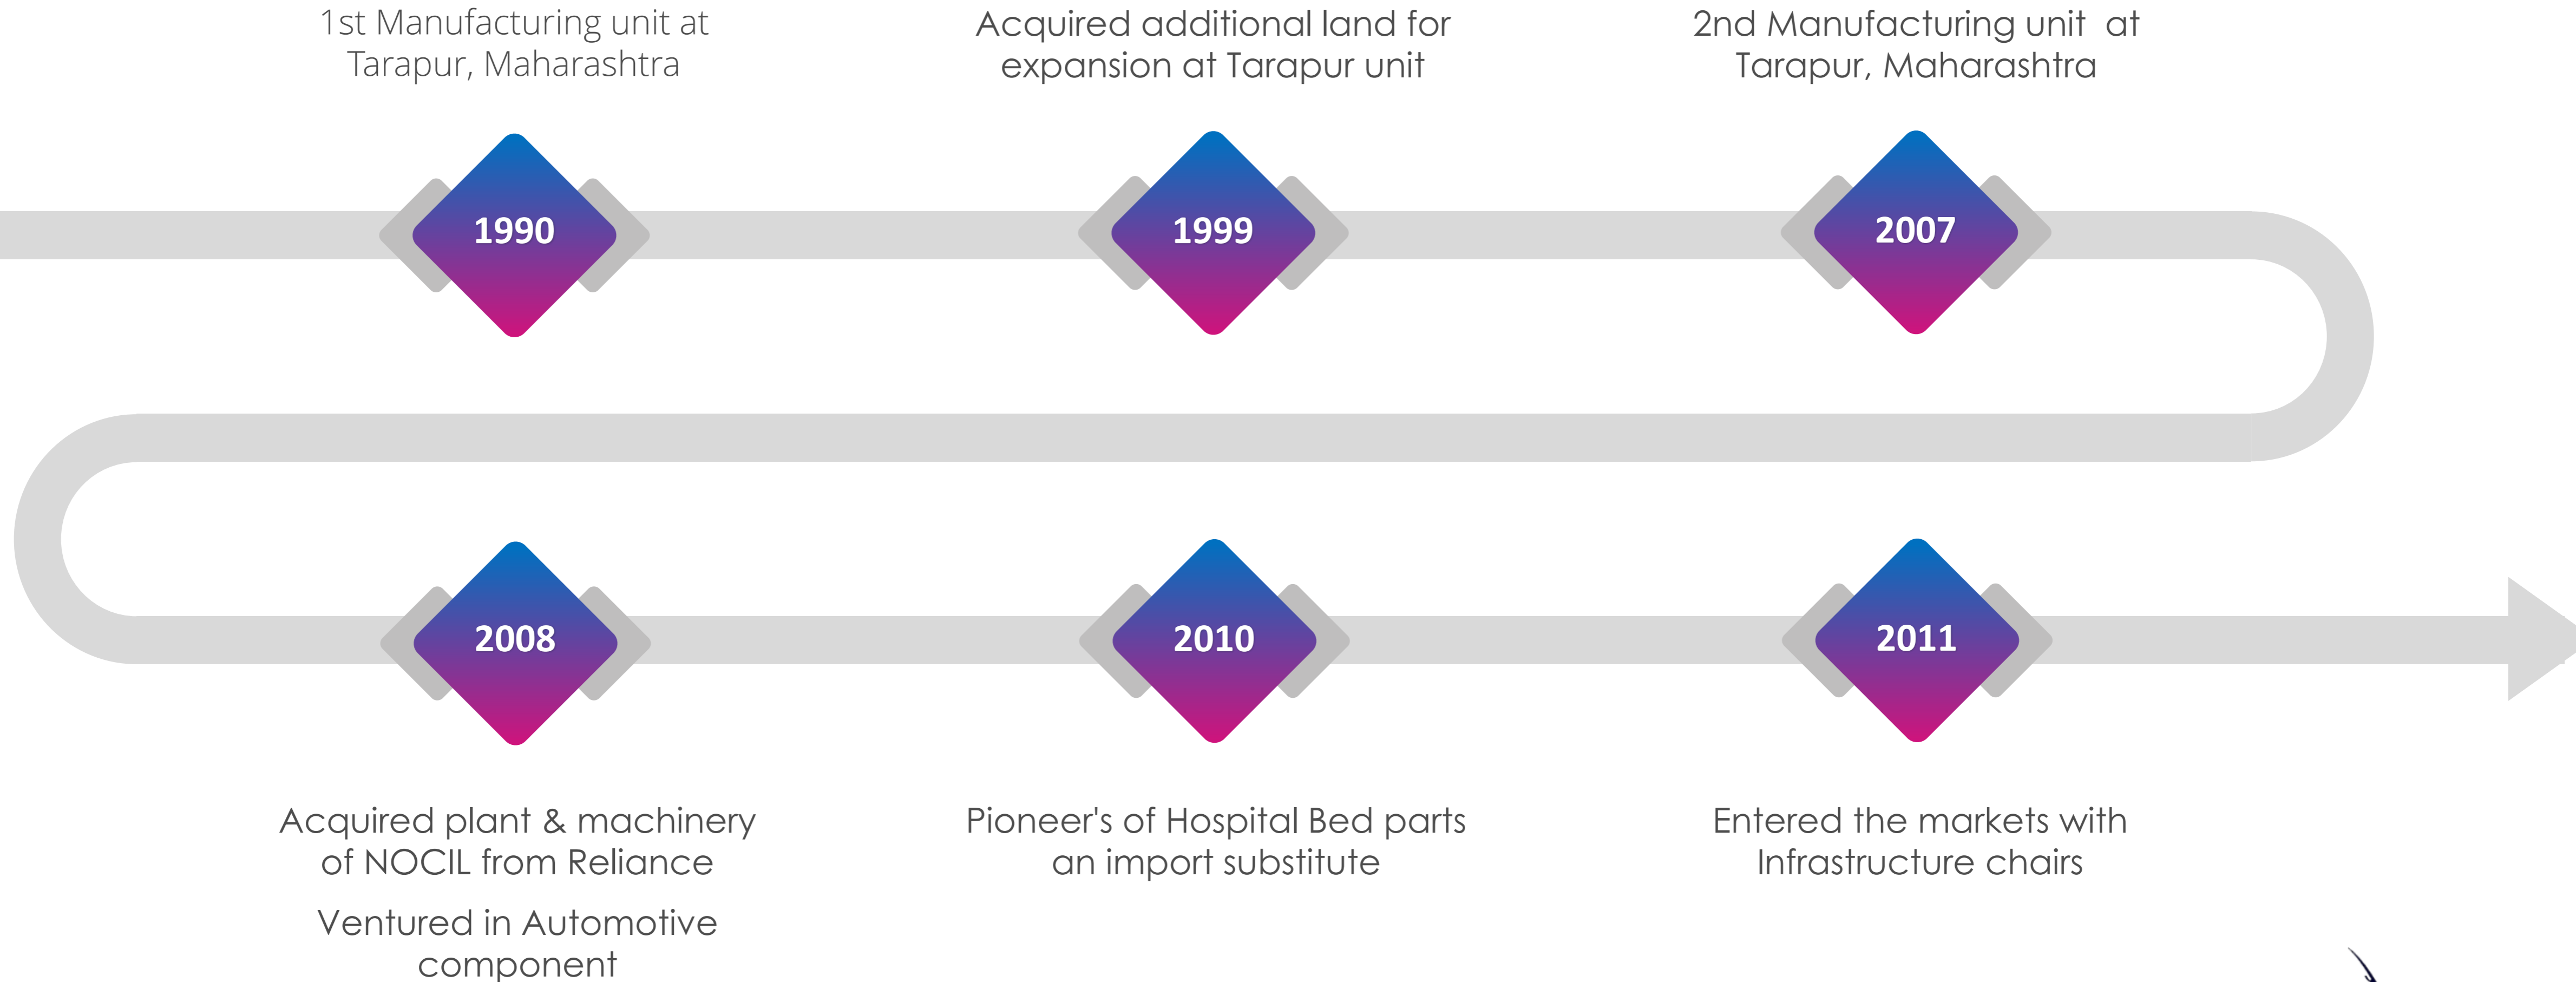 1st Manufacturing unit at
Tarapur, Maharashtra
Acquired additional land for
expansion at Tarapur unit
2nd Manufacturing unit  at
Tarapur, Maharashtra
1990
1999
2007
2008
2010
2011
Acquired plant & machinery
of NOCIL from Reliance
Ventured in Automotive
component
Pioneer's of Hospital Bed parts
an import substitute
Entered the markets with
Infrastructure chairs